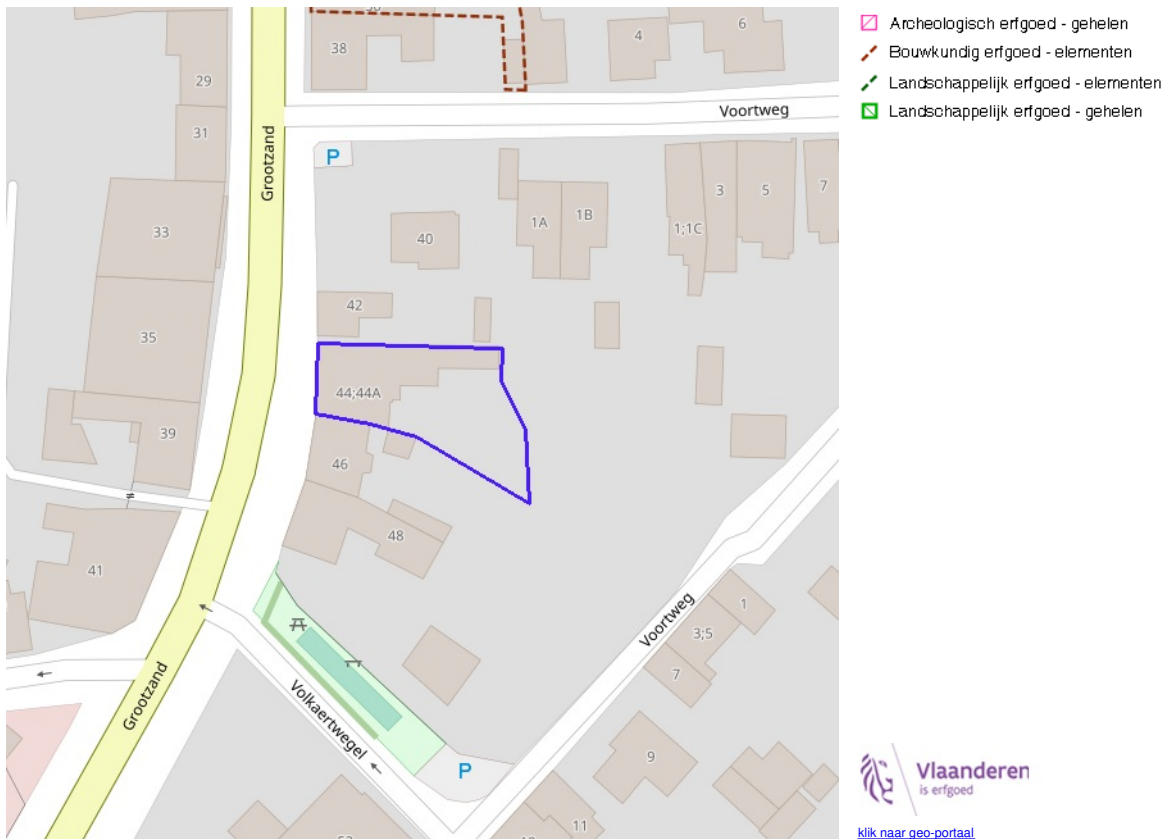 Archeologisch erfgoed - gehelen
Bouwkundig erfgoed - elementen
Landschappelijk erfgoed - elementen
Landschappelijk erfgoed - gehelen
38
4
6
29
31
Voortweg
Grootzand
P
33
40
1A
1B
1;1C
3
5
7
42
35
44;44A
39
46
48
41
1
3;5
7
Voortweg
Grootzand
Volkaertwegel
9
P
11
Vlaanderen
is erfgoed
klik naar geo-portaal